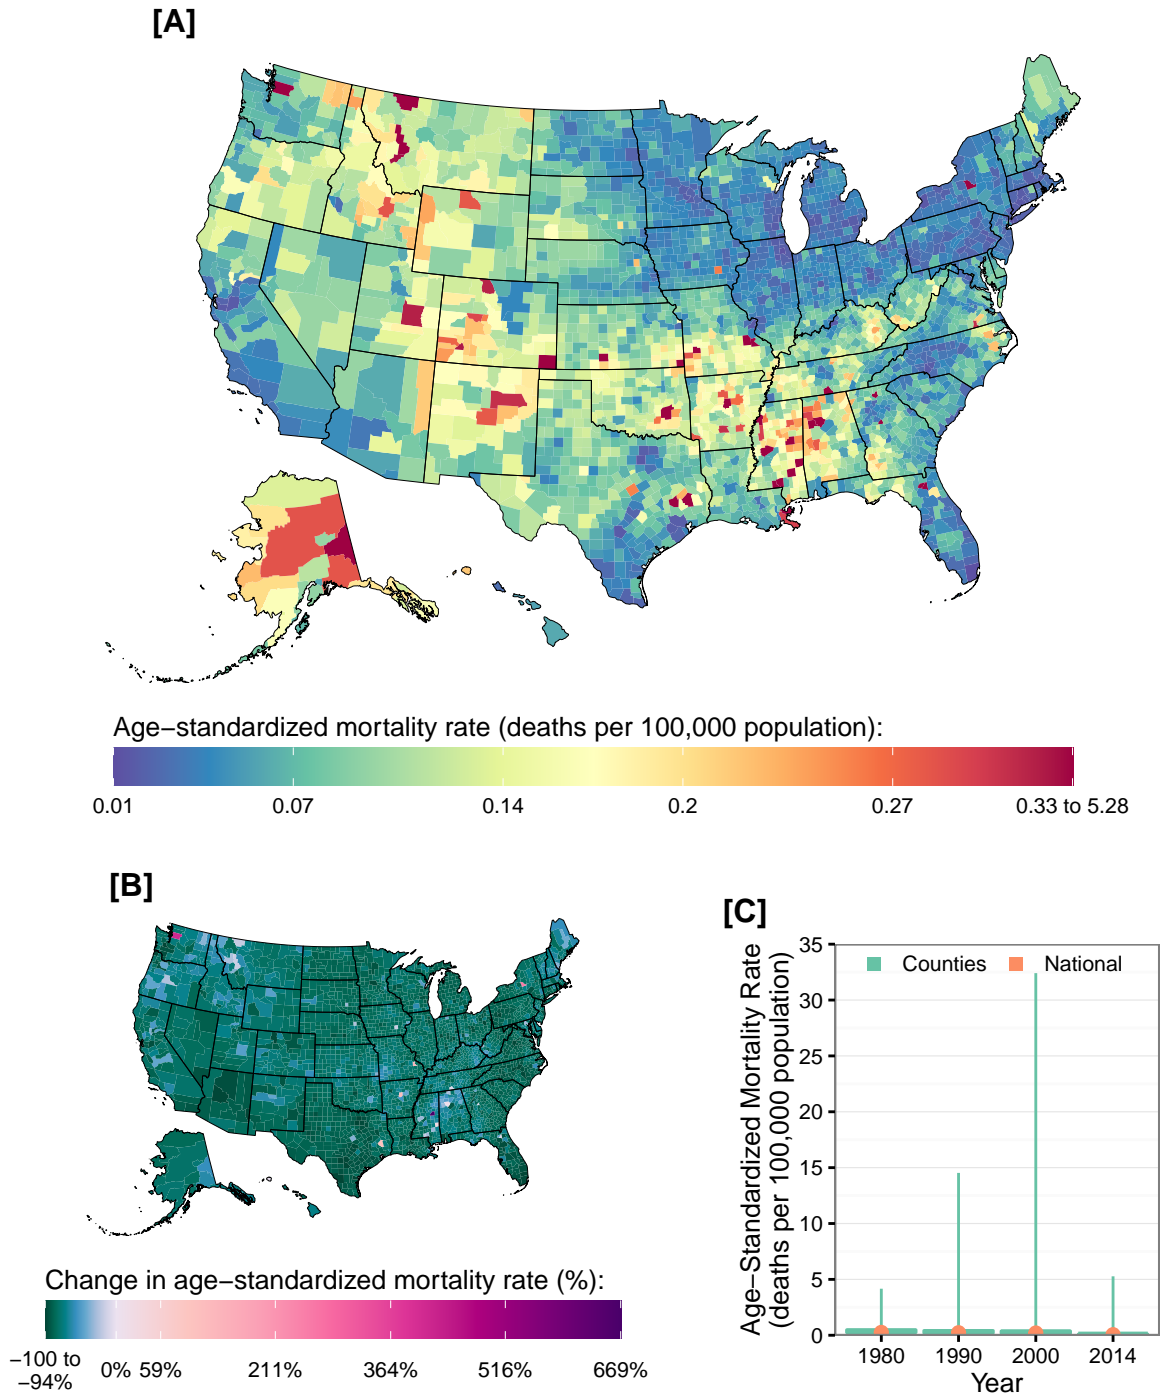 [A]
Age−standardized mortality rate (deaths per 100,000 population):
0.01 0.07 0.14 0.2 0.27 0.33 to 5.28
[B]
Change in age−standardized mortality rate (%):
−100 to
−94%
0% 59% 211% 364% 516% 669%
[C]
Age−Standardized Mortality Rate
(deaths per 100,000 population)
35
30
25
20
15
10
5
0
Counties National
1980 1990 2000 2014
Year